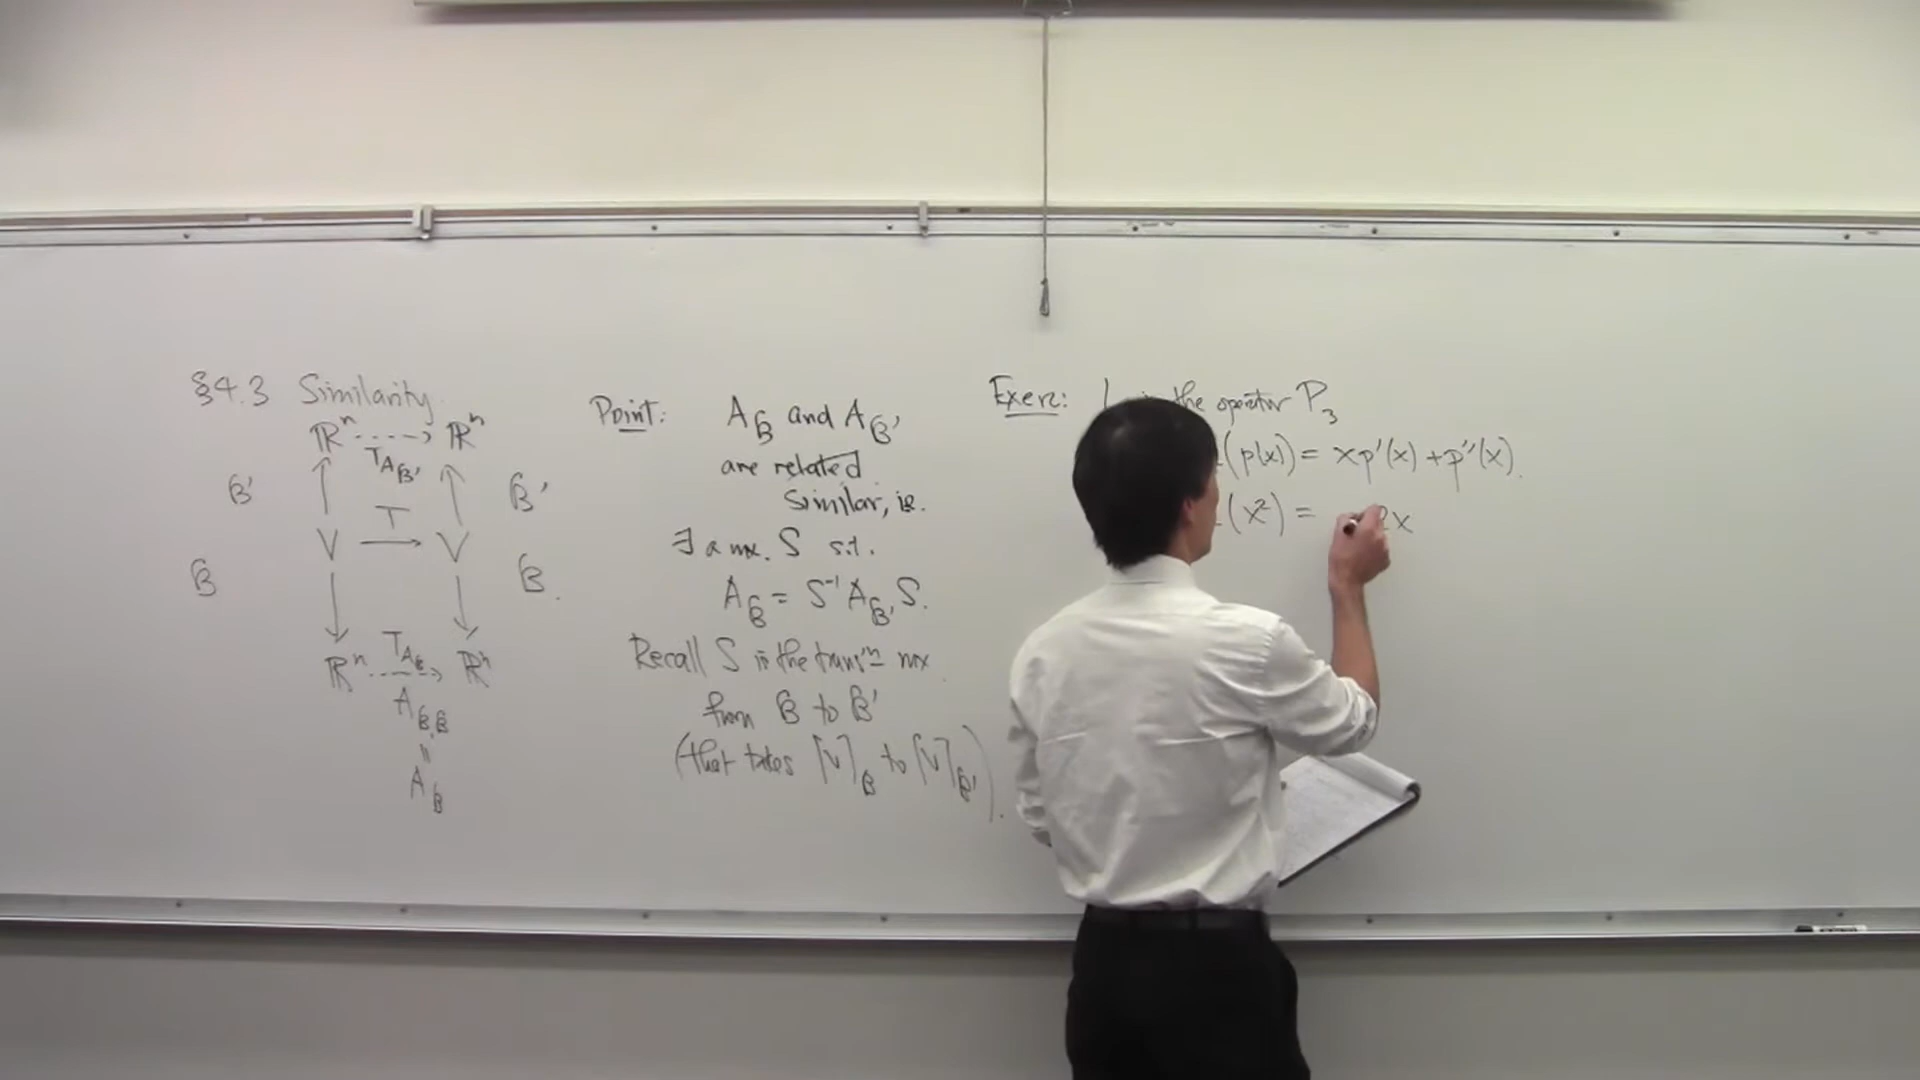 §4.3 Similarity
ℝⁿ ⇢ ℝⁿ
T_{A_{B'}}
B' B'
T
V → V
B B.
T_{A_B}
ℝⁿ ⇢ ℝⁿ
A_{B,B}
=
A_B
Point: A_B and A_{B'}
are related
similar, ie.
∃ a mx. S s.t.
A_B = S⁻¹ A_{B'} S.
Recall S is the transⁿ mx
from B to B'
(that takes [V]_B to [V]_{B'}).
Exerc: L the operator P₃
(p(x)) = xp'(x) + p''(x).
(x²) = 2x